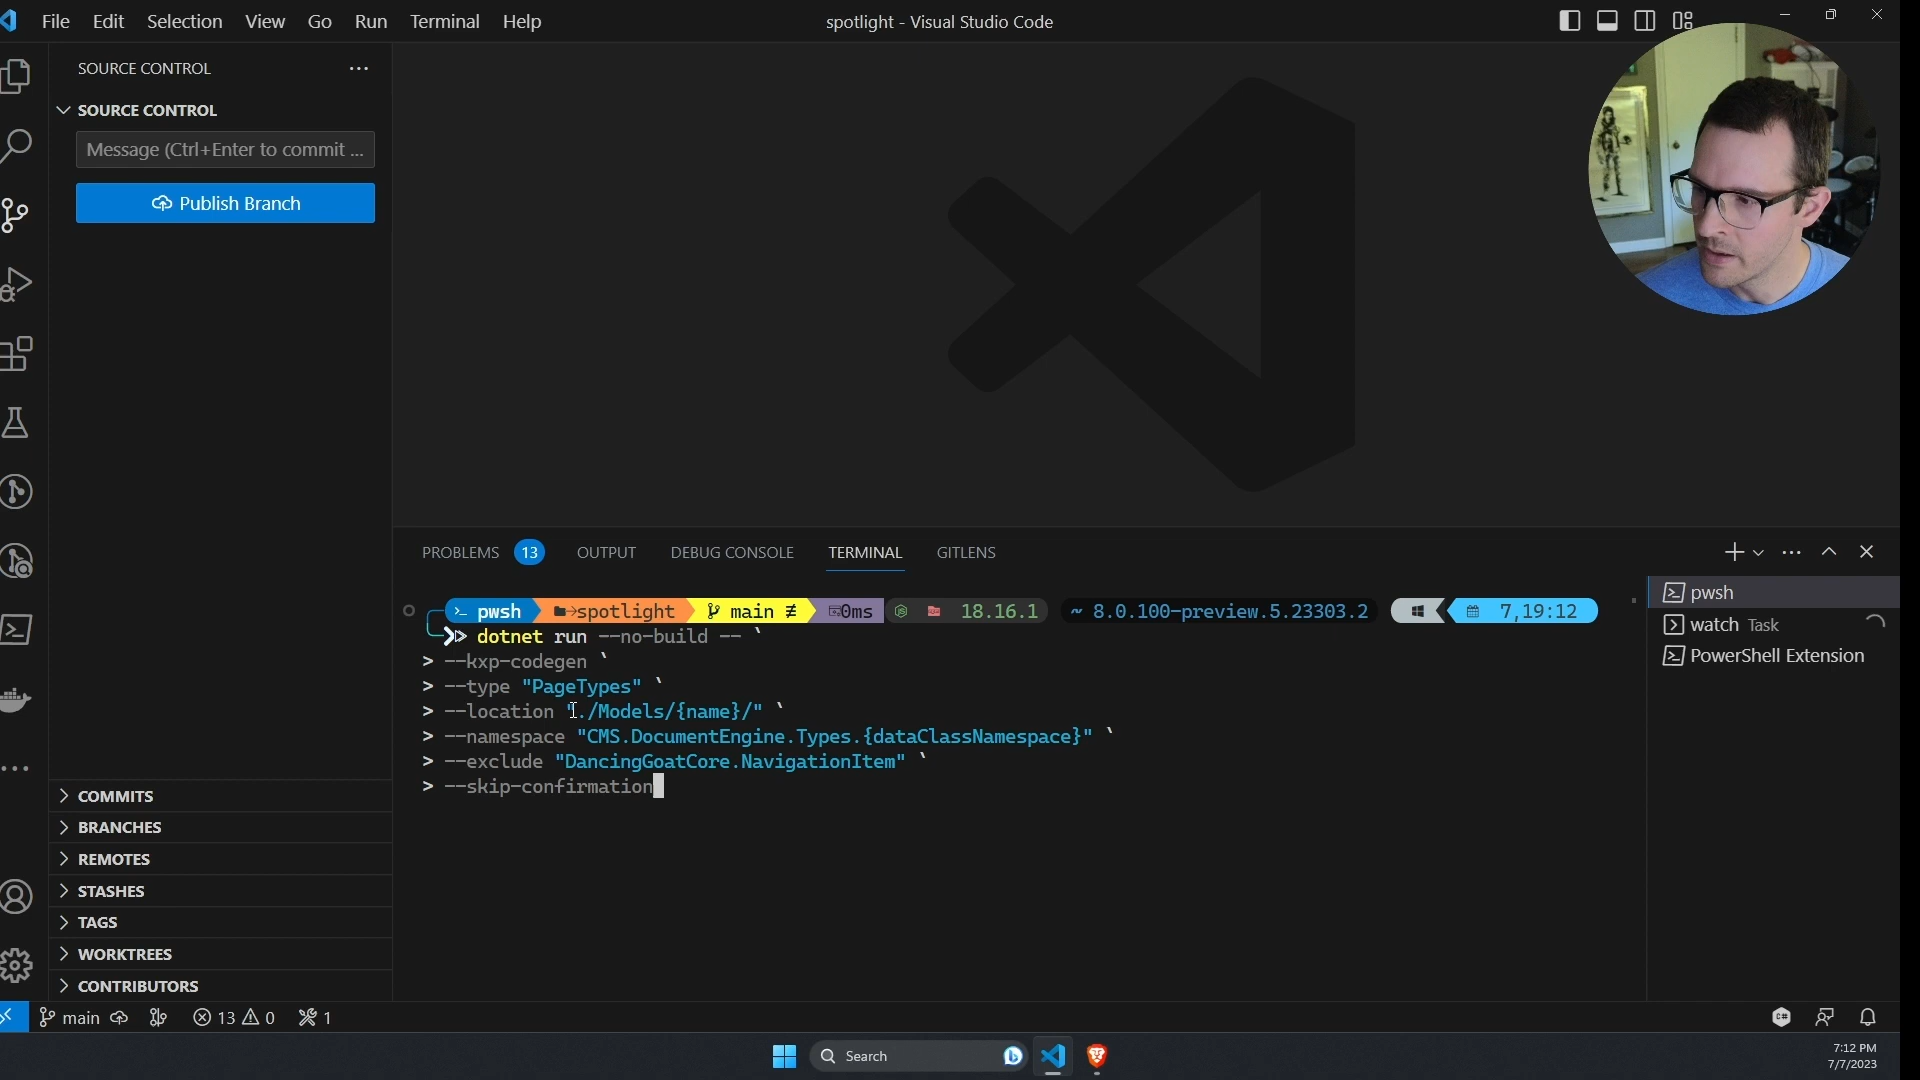 File Edit Selection View Go Run Terminal Help
spotlight - Visual Studio Code
SOURCE CONTROL
SOURCE CONTROL
Message (Ctrl+Enter to commit ...
Publish Branch
PROBLEMS 13 OUTPUT DEBUG CONSOLE TERMINAL GITLENS
pwsh spotlight main ≢ 0ms 18.16.1 8.0.100-preview.5.23303.2 7,19:12
dotnet run --no-build -- `
> --kxp-codegen `
> --type "PageTypes" `
> --location "./Models/{name}/" `
> --namespace "CMS.DocumentEngine.Types.{dataClassNamespace}" `
> --exclude "DancingGoatCore.NavigationItem" `
> --skip-confirmation
pwsh
watch Task
PowerShell Extension
COMMITS
BRANCHES
REMOTES
STASHES
TAGS
WORKTREES
CONTRIBUTORS
main 13 0 1
Search
7:12 PM
7/7/2023